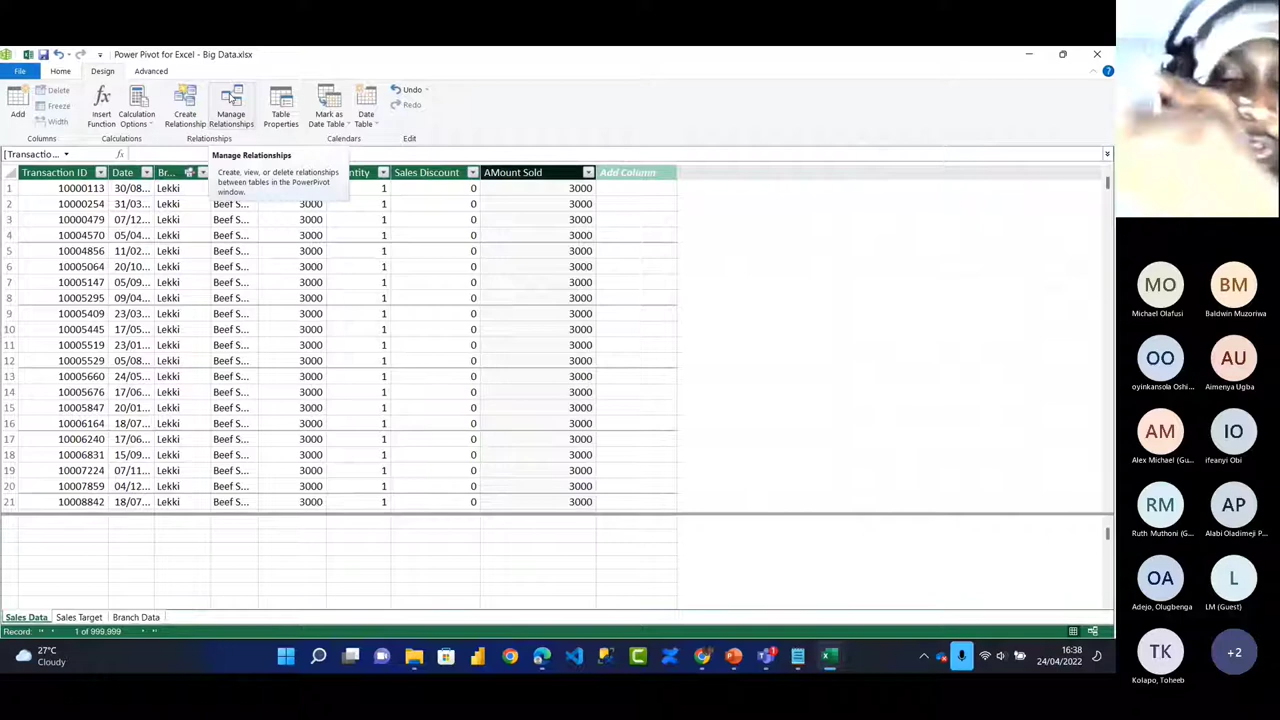 Power Pivot for Excel - Big Data.xlsx
File Home Design Advanced
Add Delete Freeze Width Insert Function Calculation Options Create Relationship Manage Relationships Table Properties Mark as Date Table Date Table Undo Redo
Columns Calculations Relationships Calendars Edit
[Transactio... fx
Manage Relationships
Create, view, or delete relationships
between tables in the PowerPivot
window.
Transaction ID Date Br... ntity Sales Discount AMount Sold Add Column
1 10000113 30/08... Lekki 1 0 3000
2 10000254 31/03... Lekki Beef S... 3000 1 0 3000
3 10000479 07/12... Lekki Beef S... 3000 1 0 3000
4 10004570 05/04... Lekki Beef S... 3000 1 0 3000
5 10004856 11/02... Lekki Beef S... 3000 1 0 3000
6 10005064 20/10... Lekki Beef S... 3000 1 0 3000
7 10005147 05/09... Lekki Beef S... 3000 1 0 3000
8 10005295 09/04... Lekki Beef S... 3000 1 0 3000
9 10005409 23/03... Lekki Beef S... 3000 1 0 3000
10 10005445 17/05... Lekki Beef S... 3000 1 0 3000
11 10005519 23/01... Lekki Beef S... 3000 1 0 3000
12 10005529 05/08... Lekki Beef S... 3000 1 0 3000
13 10005660 24/05... Lekki Beef S... 3000 1 0 3000
14 10005676 17/06... Lekki Beef S... 3000 1 0 3000
15 10005847 20/01... Lekki Beef S... 3000 1 0 3000
16 10006164 18/07... Lekki Beef S... 3000 1 0 3000
17 10006240 17/06... Lekki Beef S... 3000 1 0 3000
18 10006831 15/09... Lekki Beef S... 3000 1 0 3000
19 10007224 07/11... Lekki Beef S... 3000 1 0 3000
20 10007859 04/12... Lekki Beef S... 3000 1 0 3000
21 10008842 18/07... Lekki Beef S... 3000 1 0 3000
Sales Data Sales Target Branch Data
Record: 1 of 999,999
27°C
Cloudy
16:38
24/04/2022
MO BM
Michael Olafusi Baldwin Muzoriwa
OO AU
oyinkansola Oshi... Aimenya Ugba
AM IO
Alex Michael (Gu... ifeanyi Obi
RM AP
Ruth Muthoni (G... Alabi Oladimeji P...
OA L
Adejo, Olugbenga LM (Guest)
TK +2
Kolapo, Toheeb